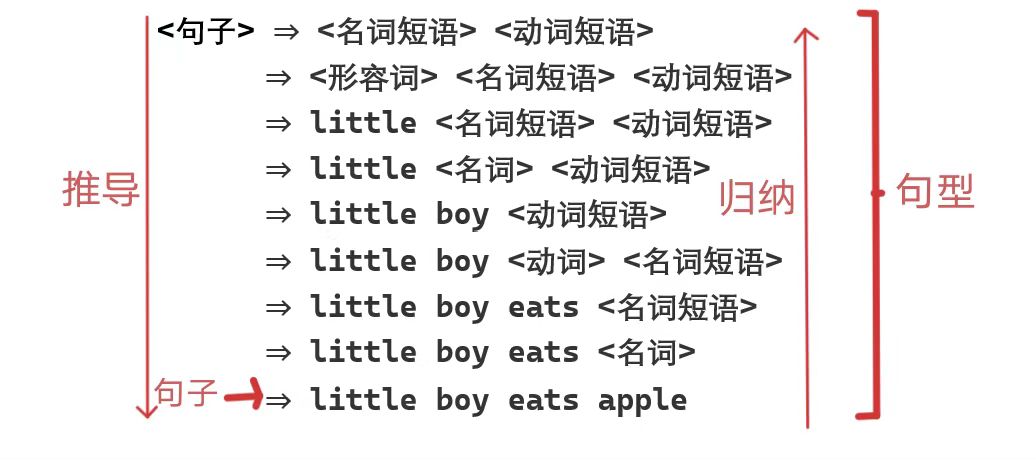 <句子> ⇒ <名词短语> <动词短语>
⇒ <形容词> <名词短语> <动词短语>
⇒ little <名词短语> <动词短语>
⇒ little <名词> <动词短语>
推导
归纳
句型
⇒ little boy <动词短语>
⇒ little boy <动词> <名词短语>
⇒ little boy eats <名词短语>
⇒ little boy eats <名词>
句子 → ⇒ little boy eats apple